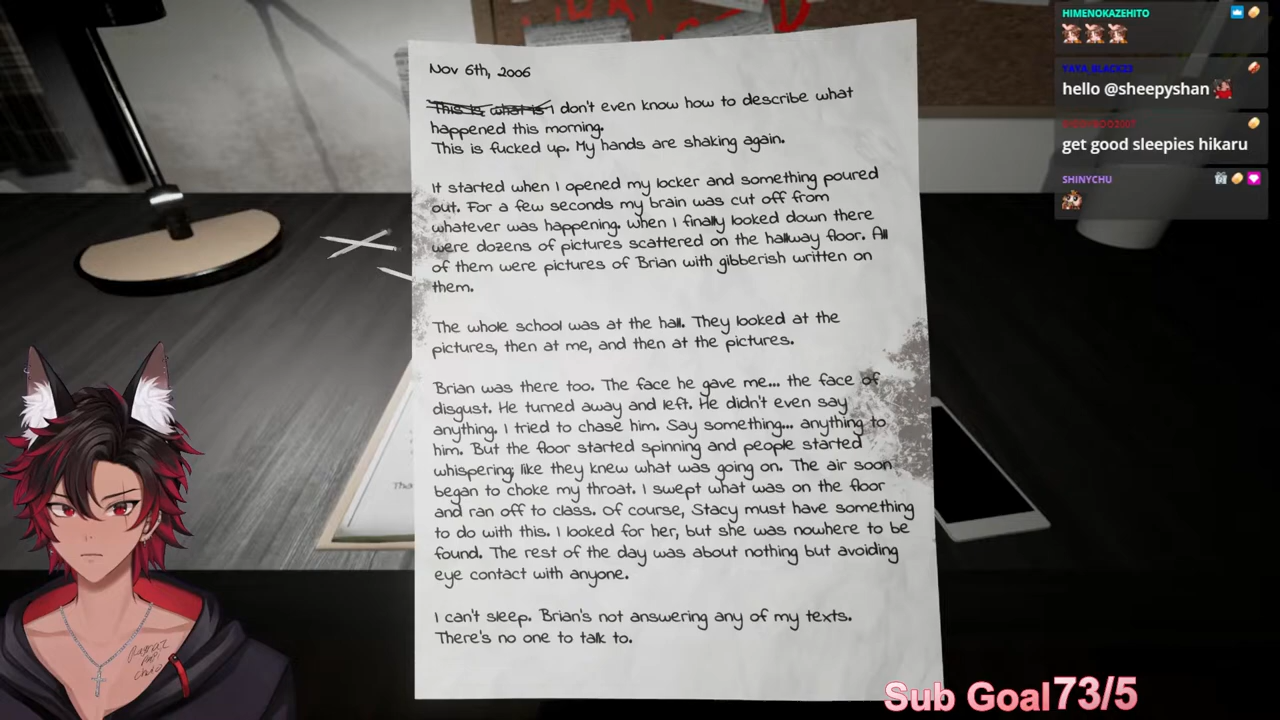 Nov 6th, 2006
This is what is I don't even know how to describe what
happened this morning.
This is fucked up. My hands are shaking again.
It started when I opened my locker and something poured
out. For a few seconds my brain was cut off from
whatever was happening. When I finally looked down there
were dozens of pictures scattered on the hallway floor. All
of them were pictures of Brian with gibberish written on
them.
The whole school was at the hall. They looked at the
pictures, then at me, and then at the pictures.
Brian was there too. The face he gave me... the face of
disgust. He turned away and left. He didn't even say
anything. I tried to chase him. Say something... anything to
him. But the floor started spinning and people started
whispering; like they knew what was going on. The air soon
began to choke my throat. I swept what was on the floor
and ran off to class. Of course, Stacy must have something
to do with this. I looked for her, but she was nowhere to be
found. The rest of the day was about nothing but avoiding
eye contact with anyone.
I can't sleep. Brian's not answering any of my texts.
There's no one to talk to.
HIMENOKAZEHITO
hello @sheepyshan
get good sleepies hikaru
SHINYCHU
Sub Goal 73/5